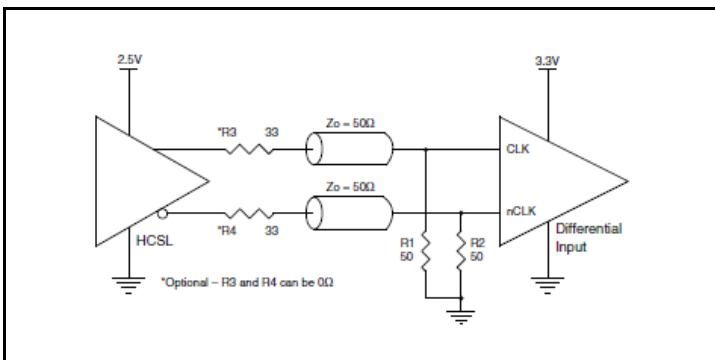 2.5V
3.3V
*R3 33
Zo = 50Ω
CLK
Zo = 50Ω
nCLK
*R4 33
HCSL
R1
50
R2
50
Differential
Input
*Optional – R3 and R4 can be 0Ω